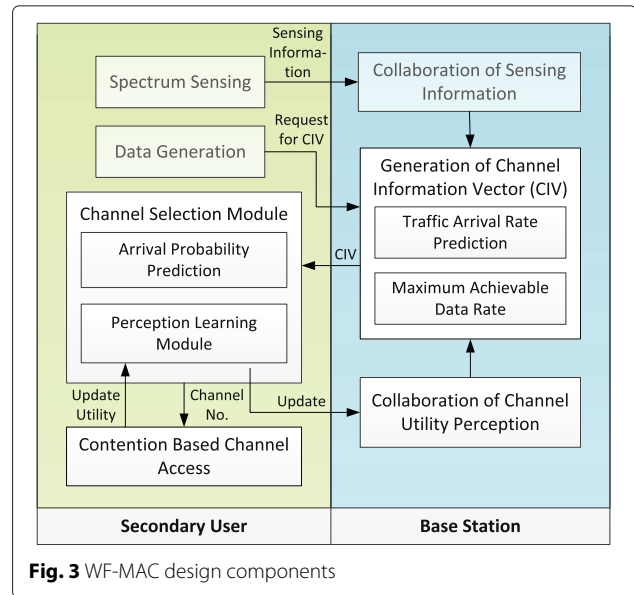 Sensing
Informa-
tion
Spectrum Sensing
Collaboration of Sensing
Information
Request
for CIV
Data Generation
Generation of Channel
Information Vector (CIV)
Traffic Arrival Rate
Prediction
Maximum Achievable
Data Rate
Channel Selection Module
Arrival Probability
Prediction
CIV
Perception Learning
Module
Update
Utility
Channel
No.
Update
Collaboration of Channel
Utility Perception
Contention Based Channel
Access
Secondary User
Base Station
Fig. 3 WF-MAC design components